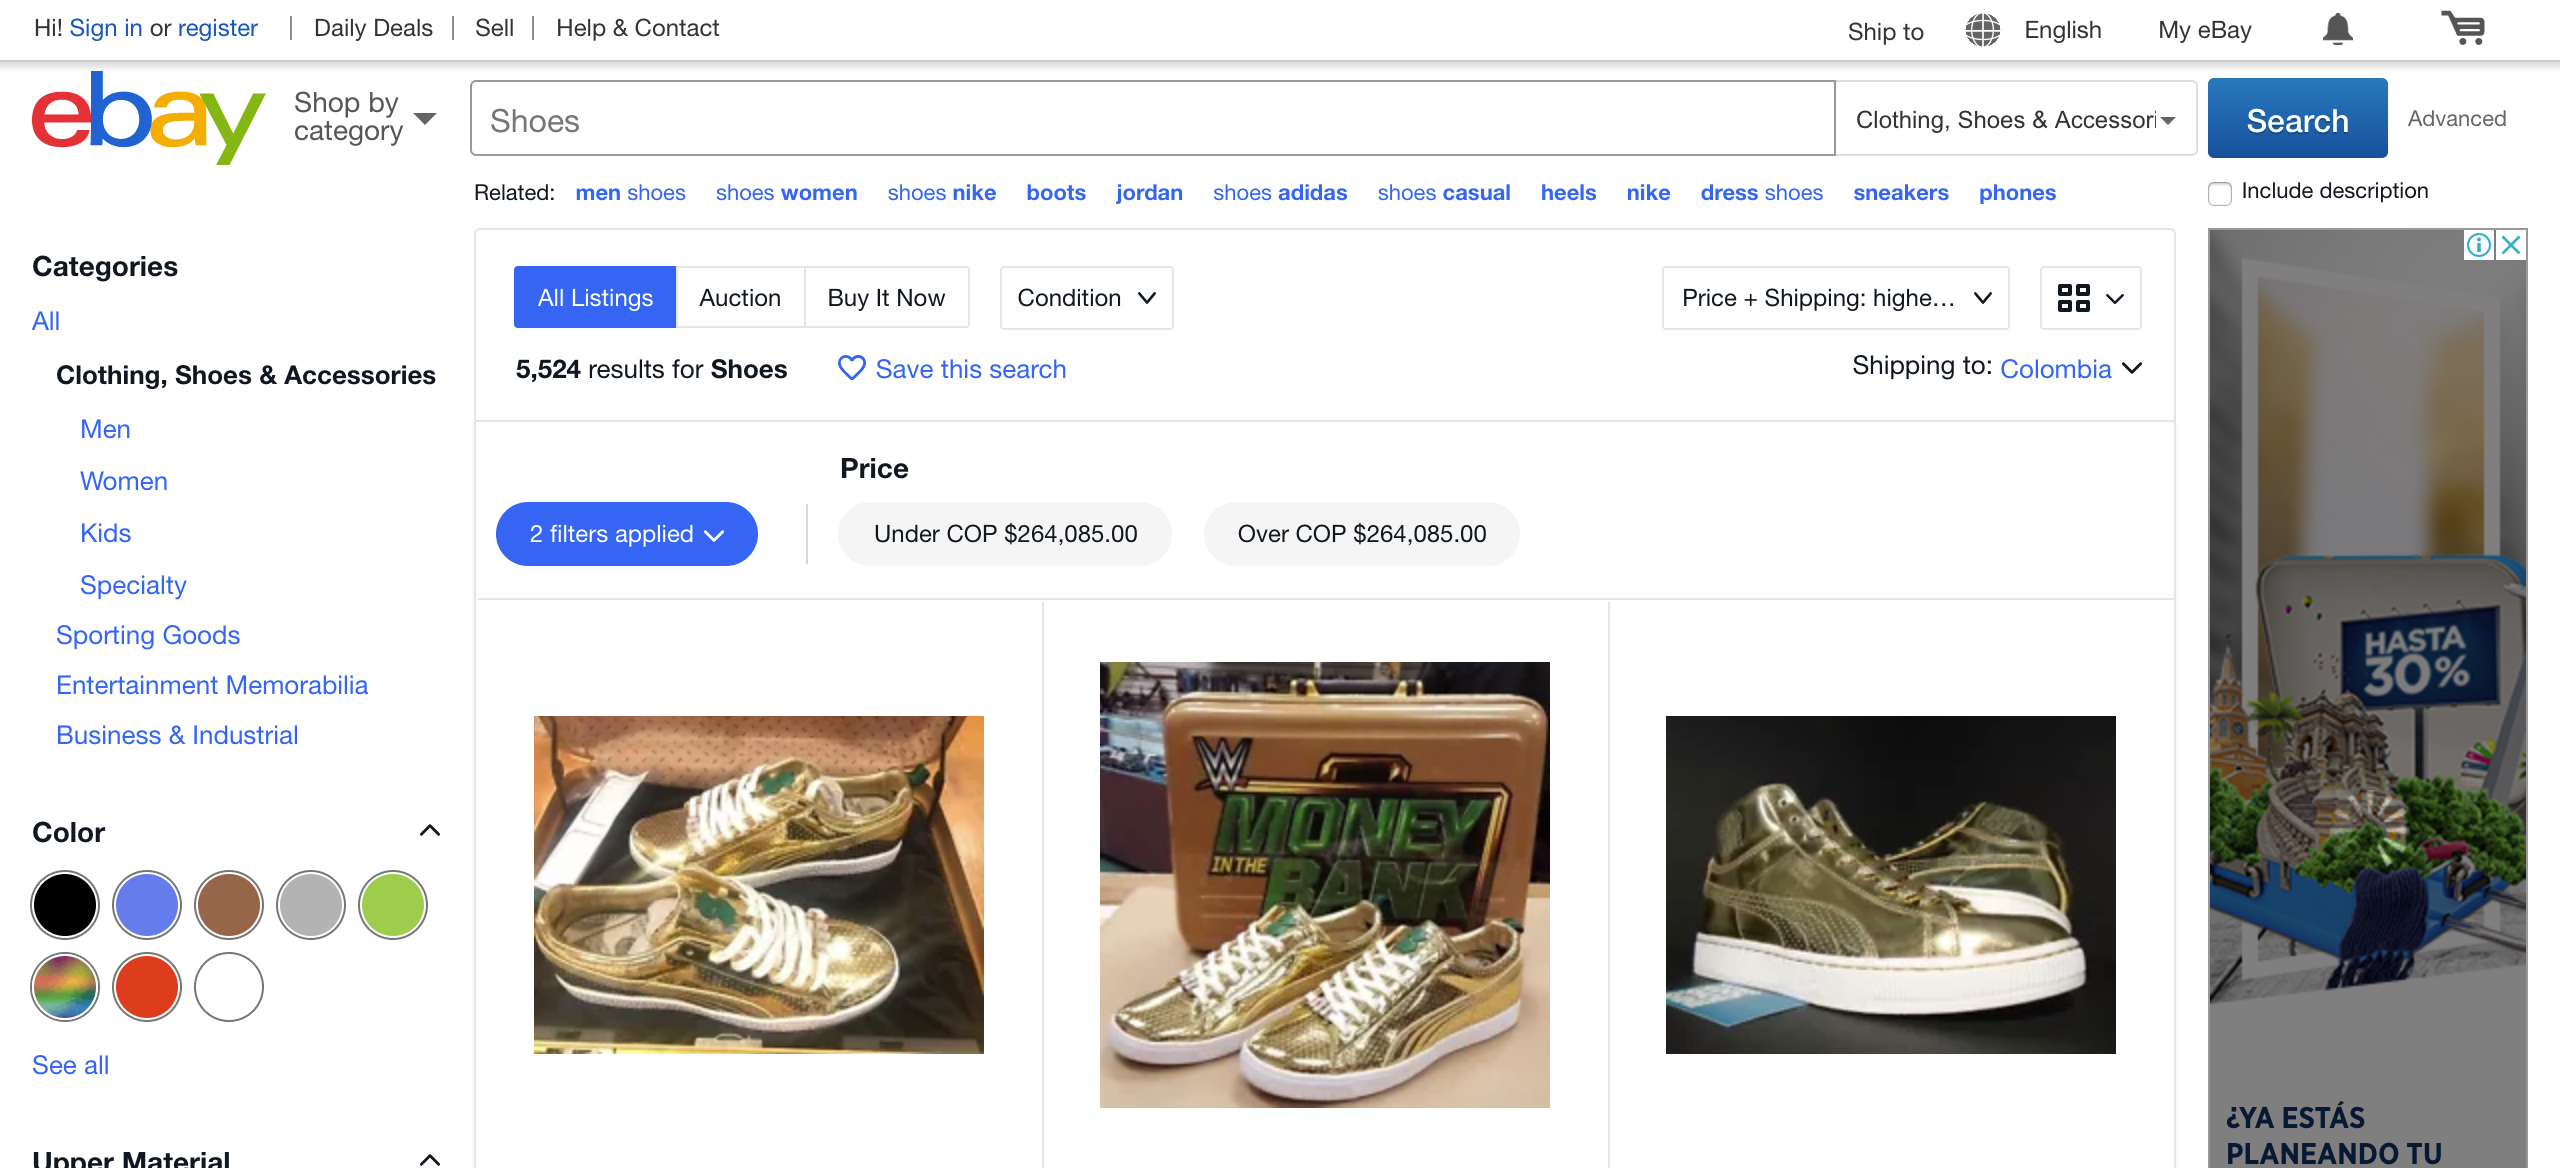 Hi! Sign in or register
Daily Deals
Sell
Help & Contact
Ship to
English
My eBay
ebay
Shop by
category
Shoes
Clothing, Shoes & Accessori
Search
Advanced
Related: men shoes shoes women shoes nike boots jordan shoes adidas shoes casual heels nike dress shoes sneakers phones
Include description
Categories
All
Clothing, Shoes & Accessories
Men
Women
Kids
Specialty
Sporting Goods
Entertainment Memorabilia
Business & Industrial
Color
See all
Upper Material
All Listings
Auction
Buy It Now
Condition
Price + Shipping: highe...
5,524 results for Shoes
Save this search
Shipping to: Colombia
Price
2 filters applied
Under COP $264,085.00
Over COP $264,085.00
W
MONEY
IN THE
BANK
HASTA
30%
¿YA ESTÁS
PLANEANDO TU